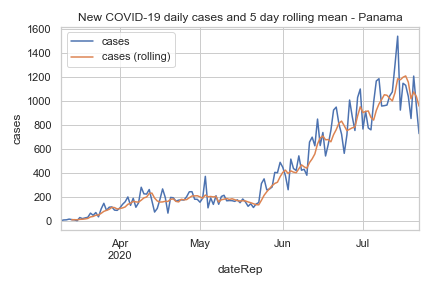 New COVID-19 daily cases and 5 day rolling mean - Panama
cases
cases (rolling)
1600
1400
1200
1000
800
600
400
200
0
cases
Apr
2020
May
Jun
Jul
dateRep